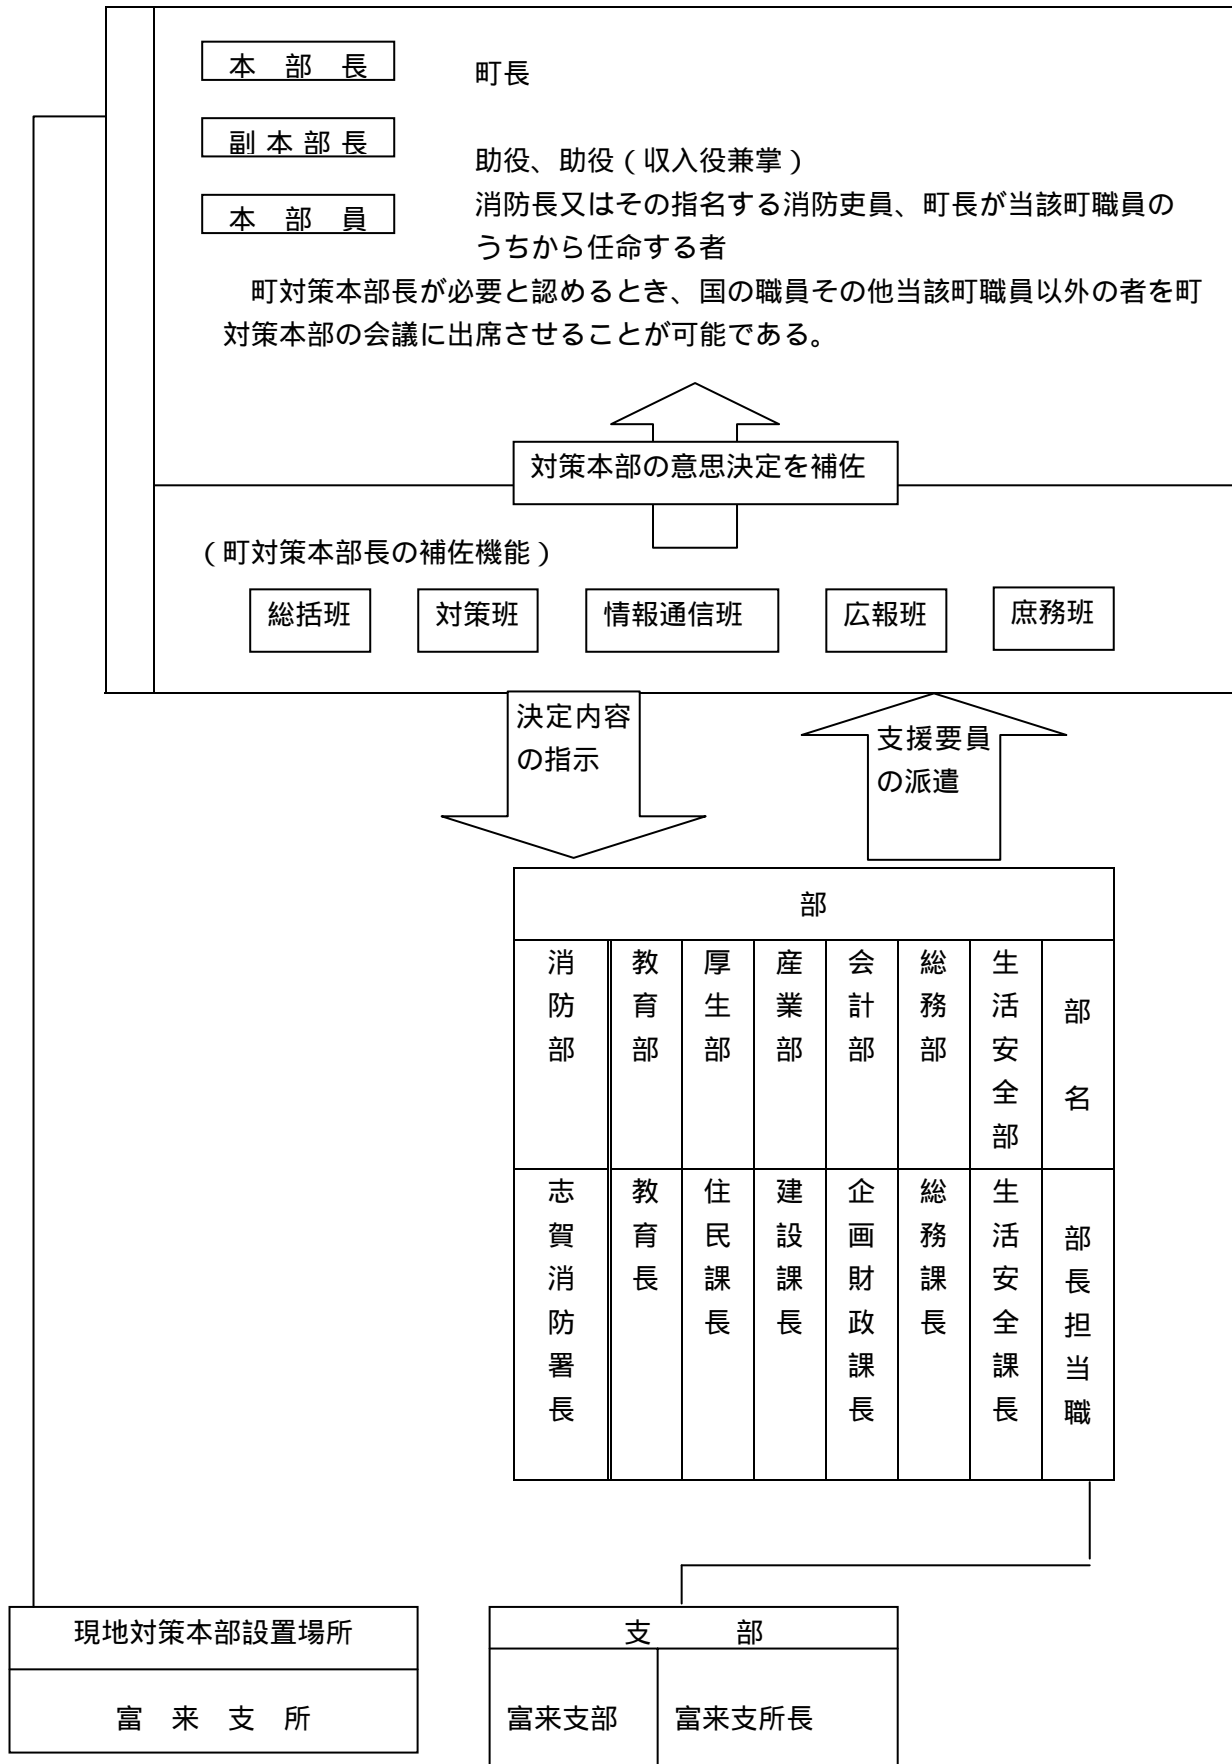 本部長
町長
副本部長
助役、助役(収入役兼掌)
本部員
消防長又はその指名する消防吏員、町長が当該町職員の
うちから任命する者
町対策本部長が必要と認めるとき、国の職員その他当該町職員以外の者を町
対策本部の会議に出席させることが可能である。
対策本部の意思決定を補佐
(町対策本部長の補佐機能)
総括班
対策班
情報通信班
広報班
庶務班
決定内容
の指示
支援要員
の派遣
部
部名
生活安全部
総務部
会計部
産業部
厚生部
教育部
消防部
部長担当職
生活安全課長
総務課長
企画財政課長
建設課長
住民課長
教育長
志賀消防署長
現地対策本部設置場所
富来支所
支部
富来支部
富来支所長